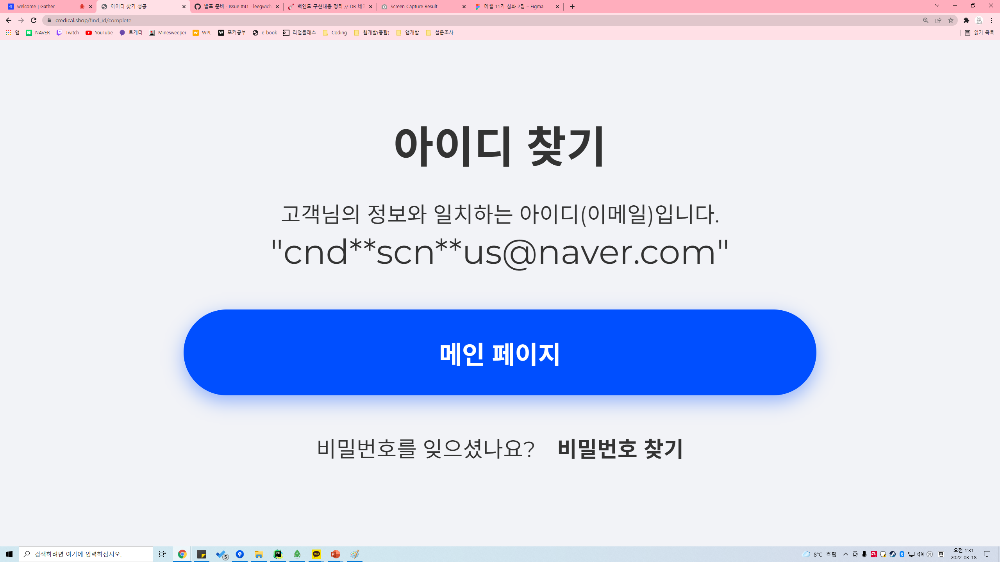 welcome | Gather
아이디 찾기 성공
발표 준비 · Issue #41 · leegwich
백앤드 구현내용 정리 // DB 네이
Screen Capture Result
메챌 11기 심화 2팀 – Figma
credical.shop/find_id/complete
앱 NAVER Twitch YouTube 트게더 Minesweeper WPL 포커공부 e-book 리얼클래스 Coding 웹개발(종합) 앱개발 설문조사 읽기 목록
아이디 찾기
고객님의 정보와 일치하는 아이디(이메일)입니다.
"cnd**scn**us@naver.com"
메인 페이지
비밀번호를 잊으셨나요? 비밀번호 찾기
검색하려면 여기에 입력하십시오.
5
PC
TALK
P
8°C 흐림
한
오전 1:31
2022-03-18